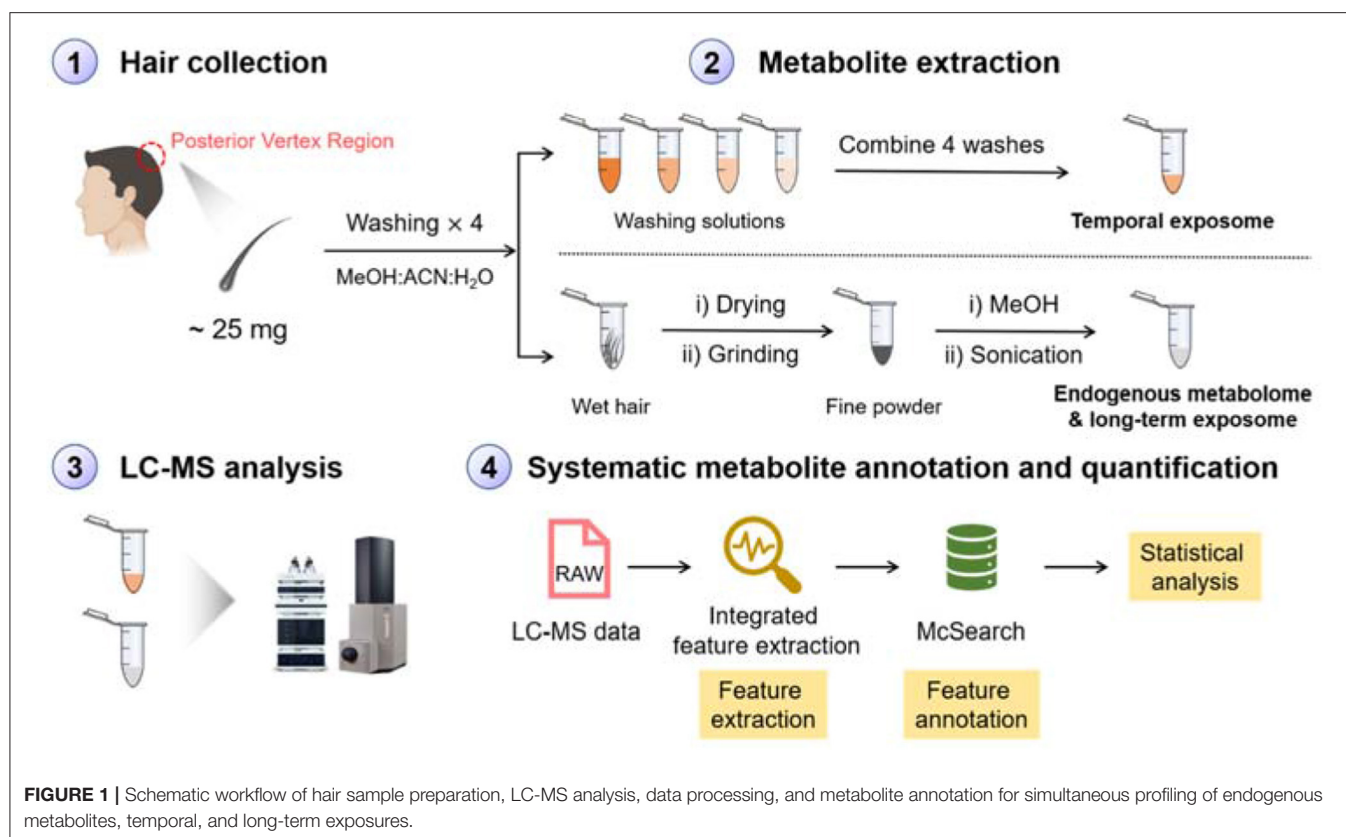 1 Hair collection
Posterior Vertex Region
~ 25 mg
Washing × 4
MeOH:ACN:H₂O
2 Metabolite extraction
Washing solutions
Combine 4 washes
Temporal exposome
Wet hair
i) Drying
ii) Grinding
Fine powder
i) MeOH
ii) Sonication
Endogenous metabolome
& long-term exposome
3 LC-MS analysis
4 Systematic metabolite annotation and quantification
RAW
LC-MS data
Integrated
feature extraction
Feature
extraction
McSearch
Feature
annotation
Statistical
analysis
FIGURE 1 | Schematic workflow of hair sample preparation, LC-MS analysis, data processing, and metabolite annotation for simultaneous profiling of endogenous
metabolites, temporal, and long-term exposures.